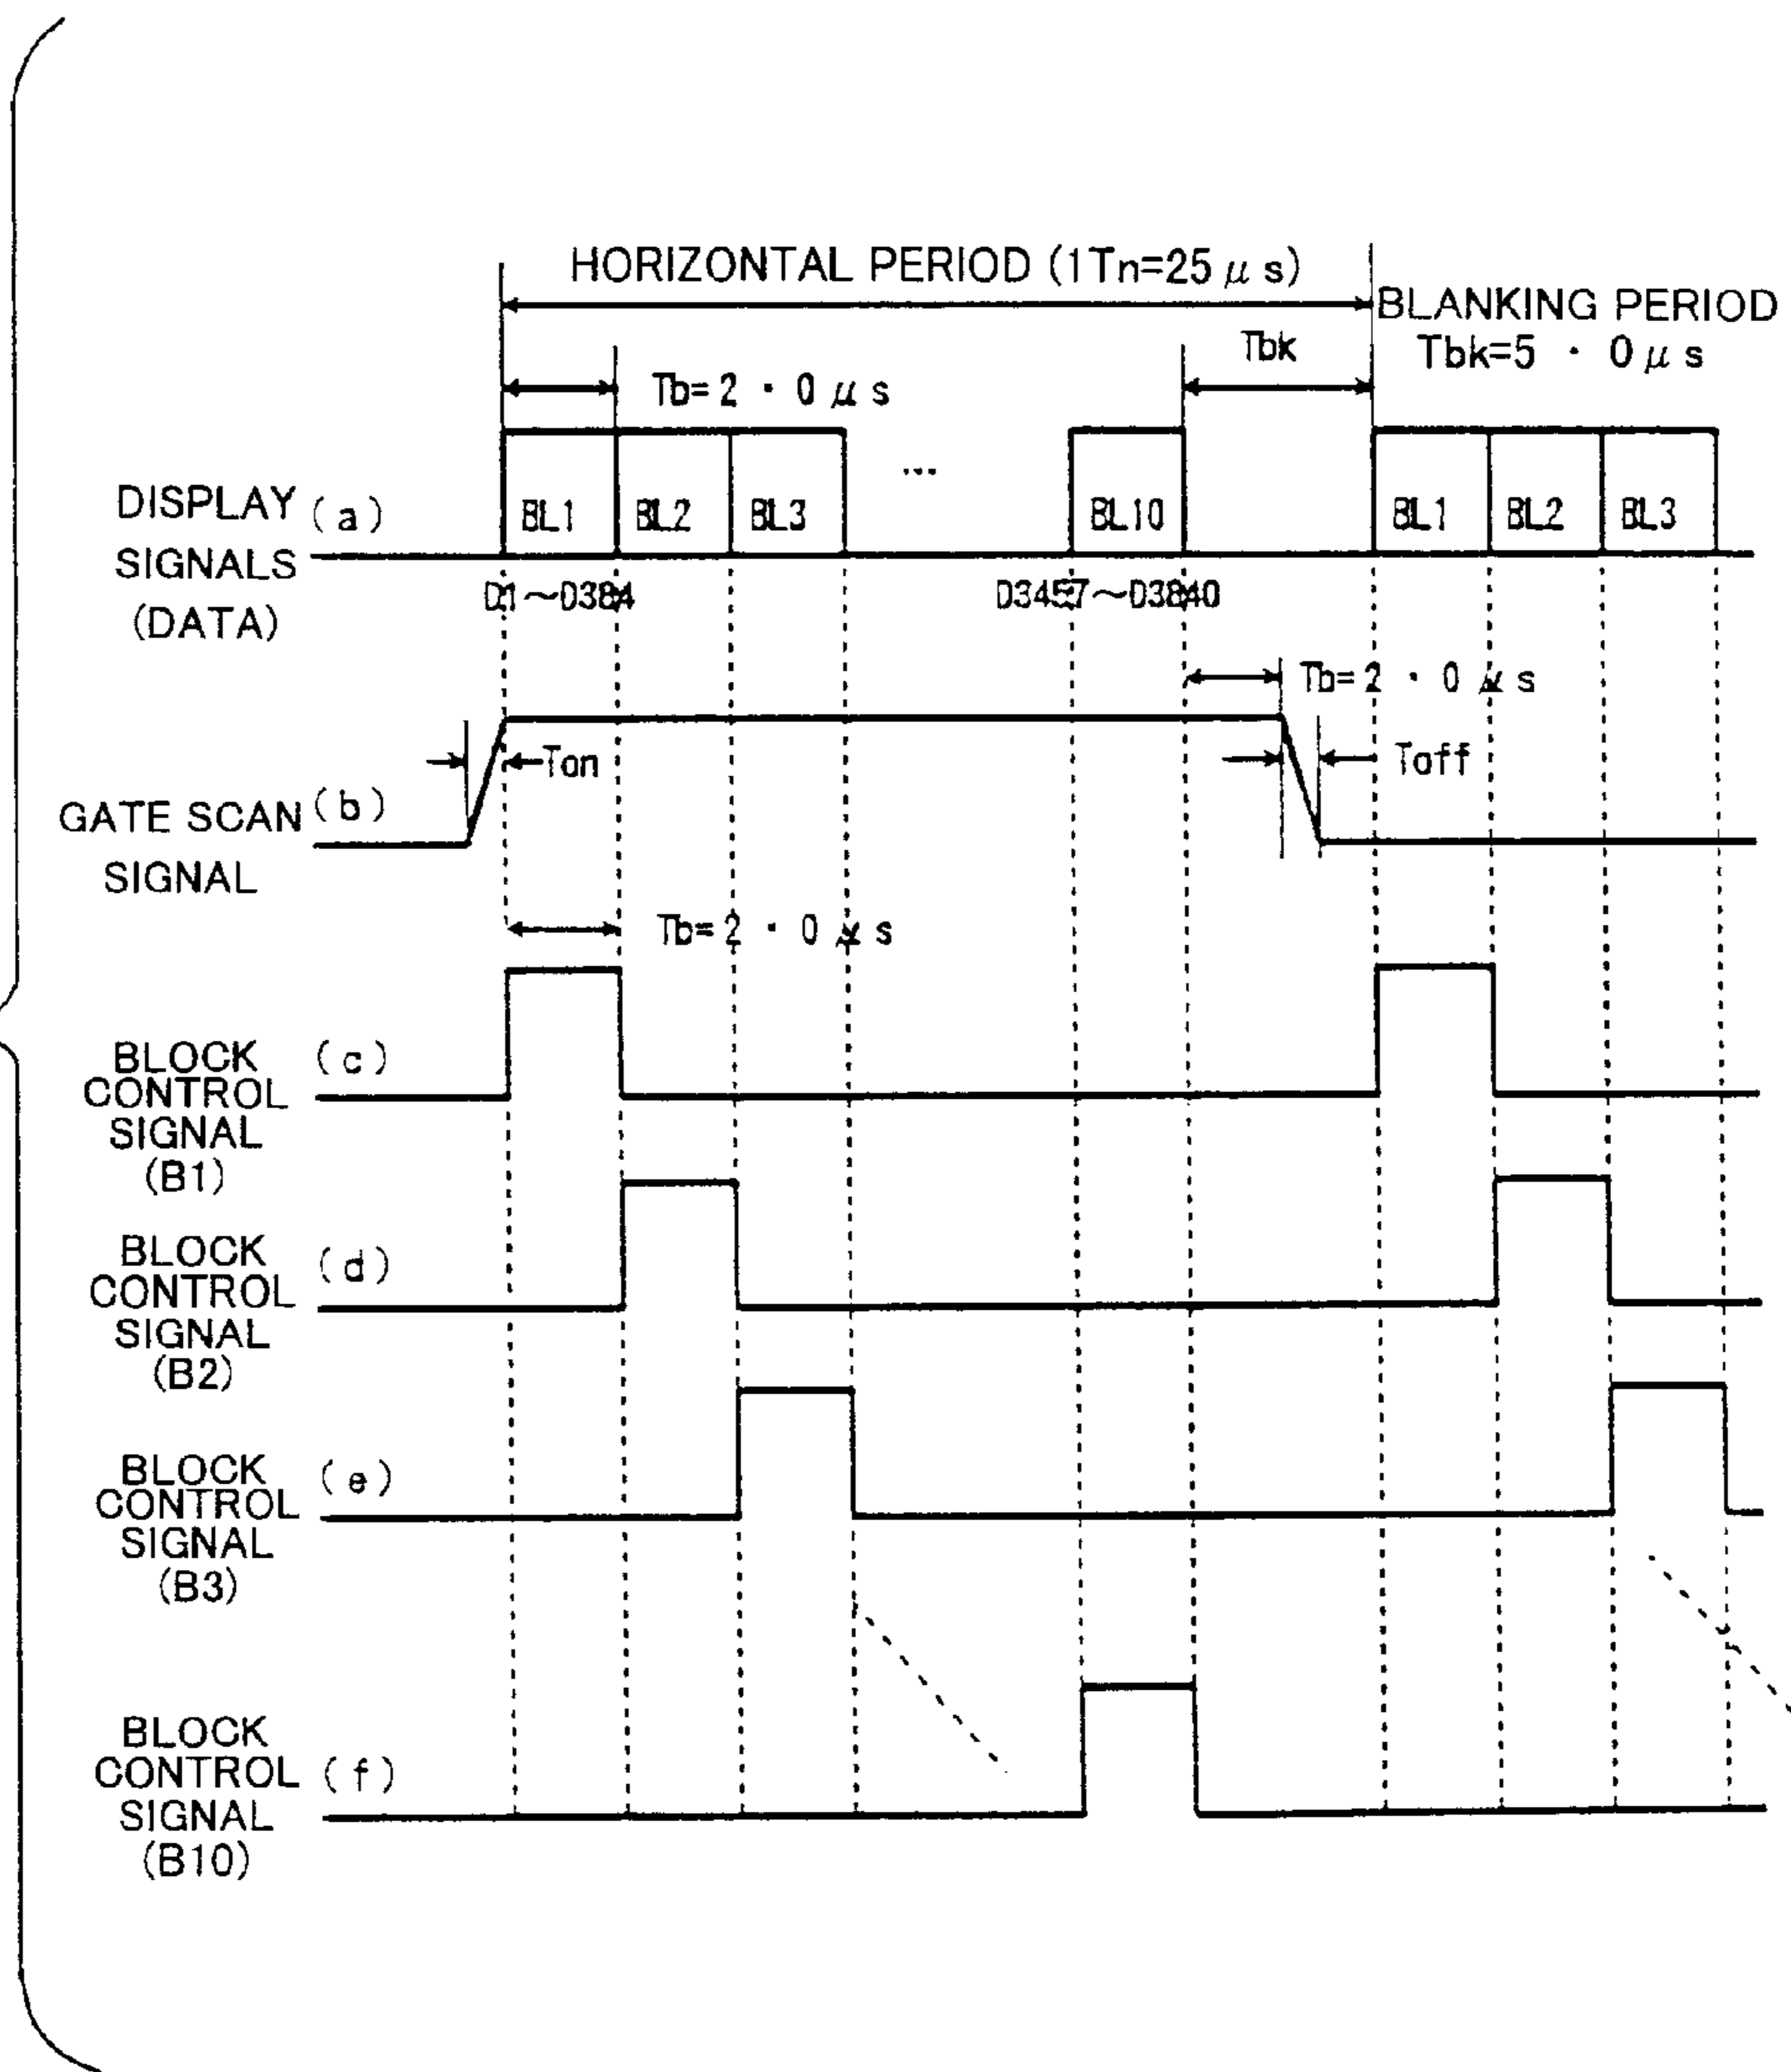 HORIZONTAL PERIOD (1Tn=25 μ s)
BLANKING PERIOD
Tbk=5 · 0 μ s
Tbk
Tb=2 · 0 μ s
DISPLAY (a)
SIGNALS
(DATA)
BL1 BL2 BL3 ... BL10 BL1 BL2 BL3
D1～D384 D3457～D3840
Tb=2 · 0 μ s
Ton
Toff
GATE SCAN (b)
SIGNAL
Tb=2 · 0 μ s
BLOCK (c)
CONTROL
SIGNAL
(B1)
BLOCK (d)
CONTROL
SIGNAL
(B2)
BLOCK (e)
CONTROL
SIGNAL
(B3)
BLOCK
CONTROL (f)
SIGNAL
(B10)